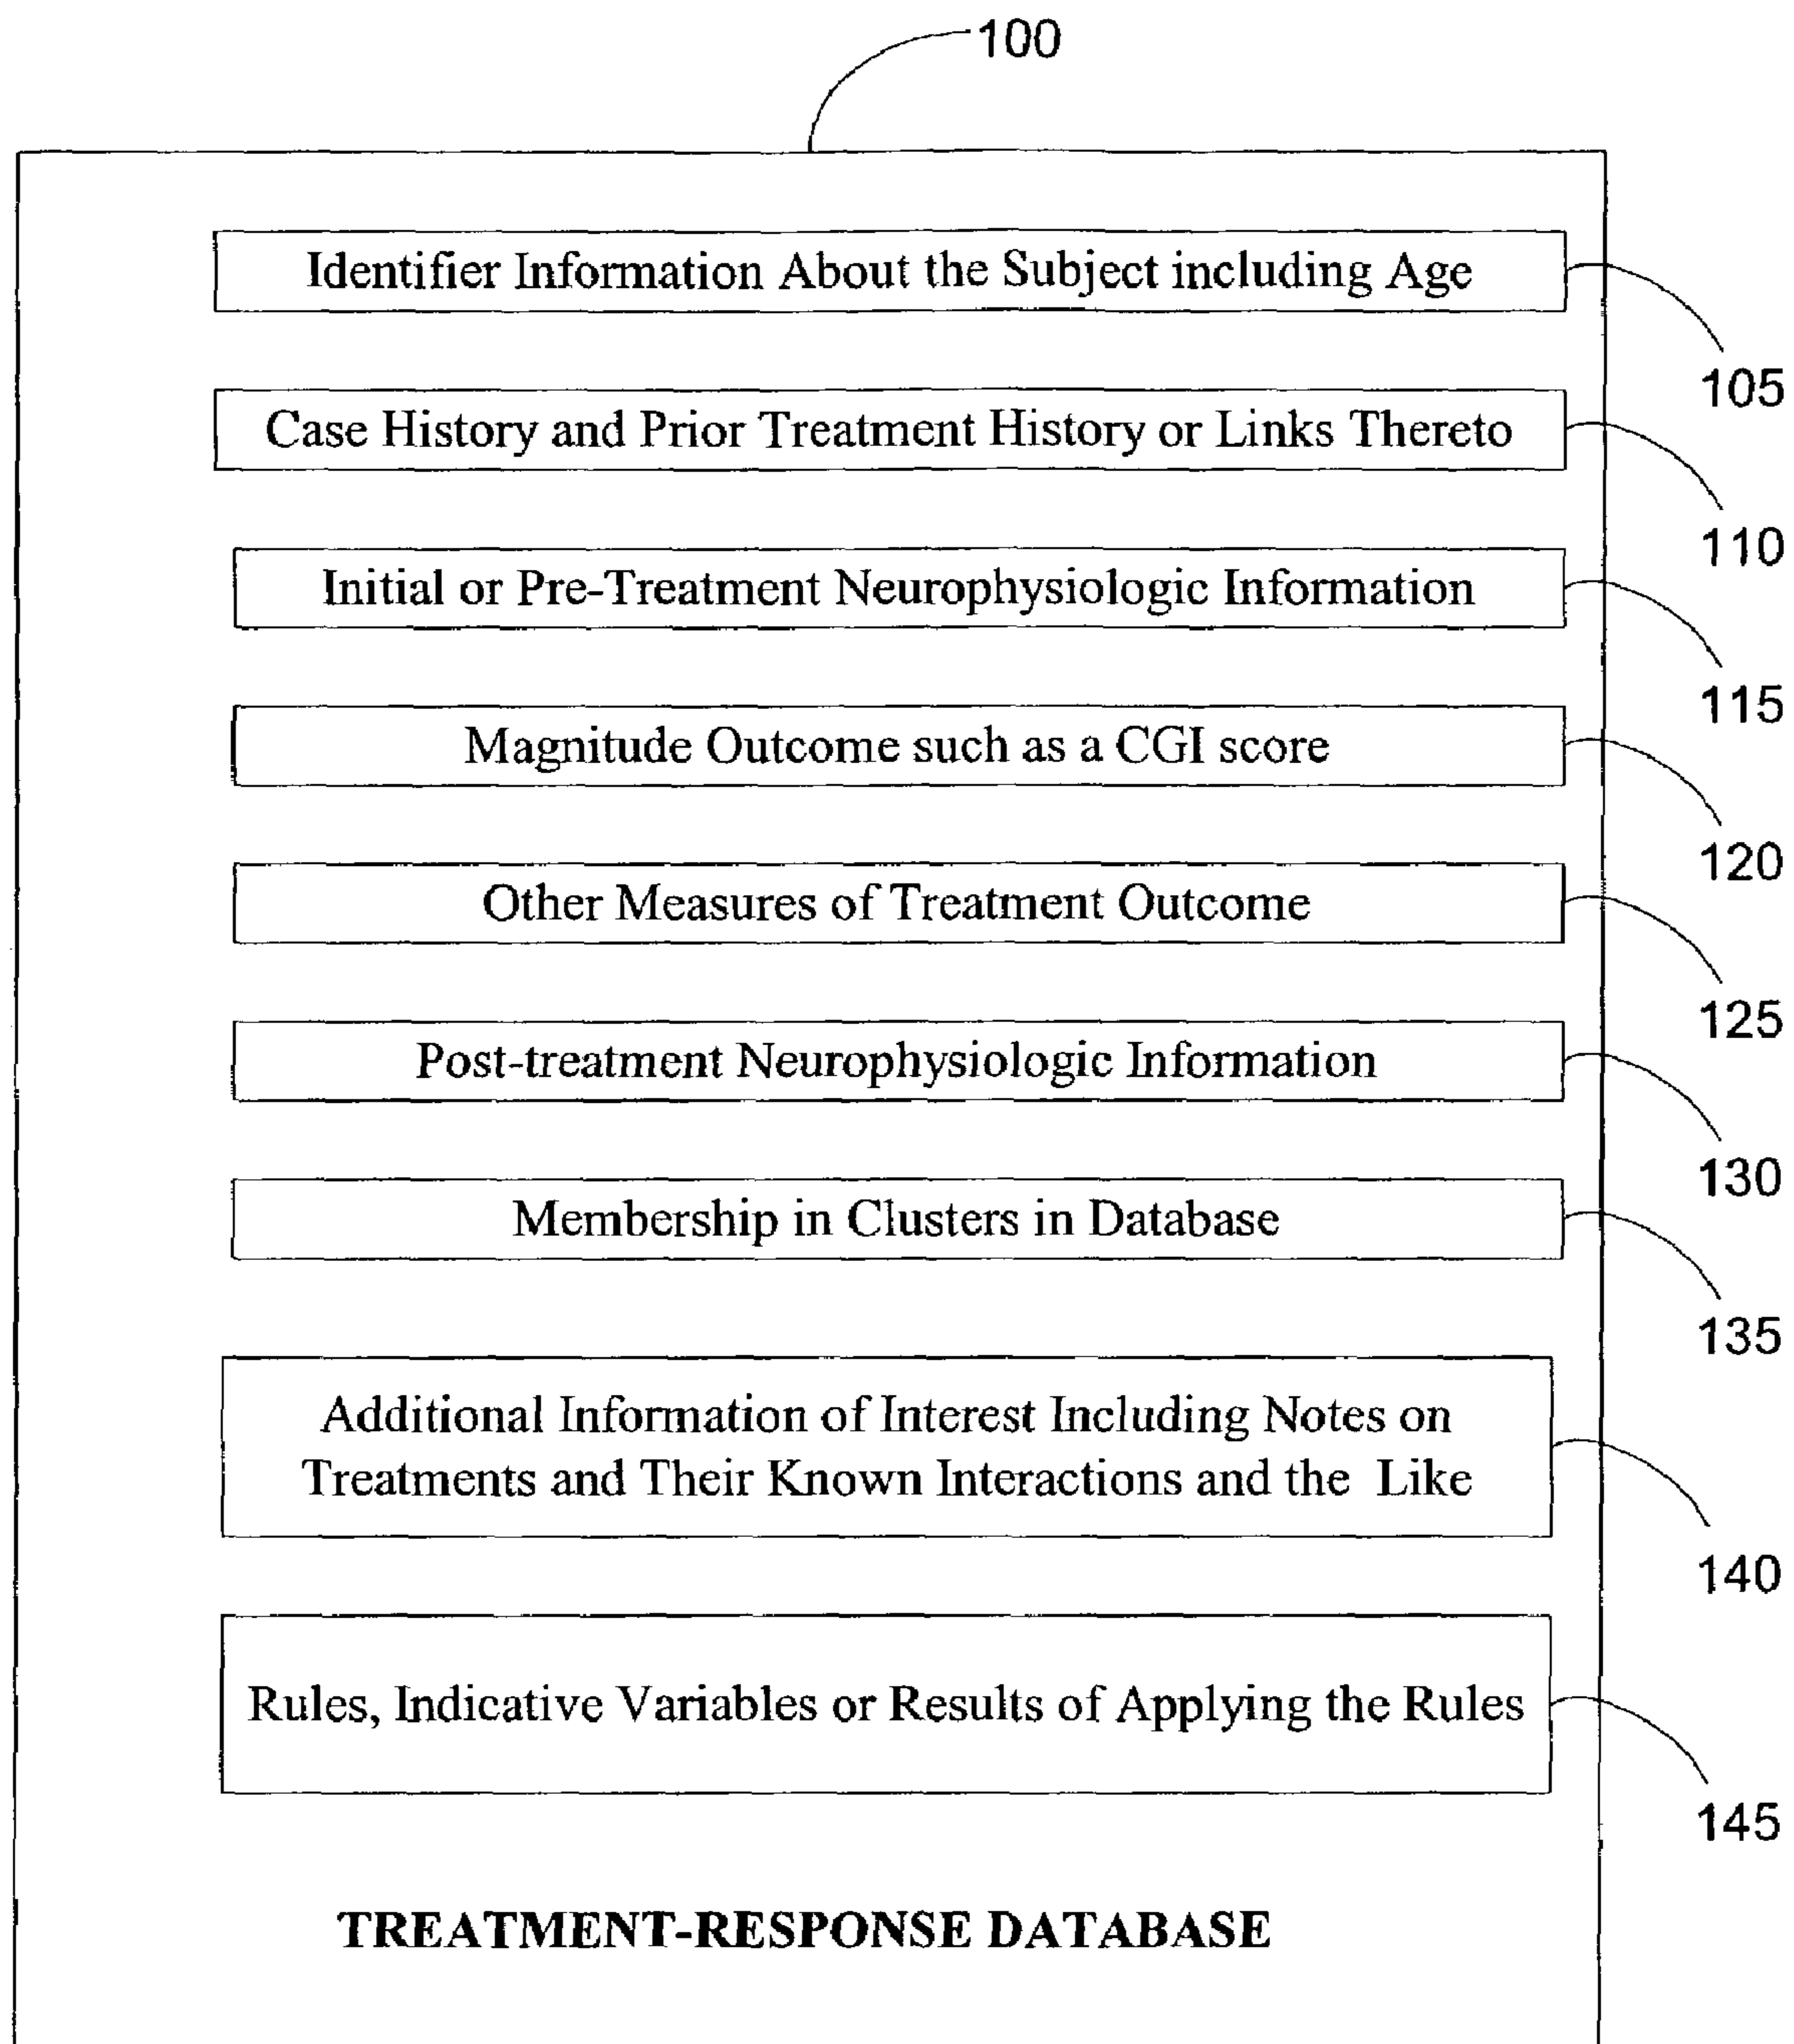 100
Identifier Information About the Subject including Age
105
Case History and Prior Treatment History or Links Thereto
110
Initial or Pre-Treatment Neurophysiologic Information
115
Magnitude Outcome such as a CGI score
120
Other Measures of Treatment Outcome
125
Post-treatment Neurophysiologic Information
130
Membership in Clusters in Database
135
Additional Information of Interest Including Notes on
Treatments and Their Known Interactions and the Like
140
Rules, Indicative Variables or Results of Applying the Rules
145
TREATMENT-RESPONSE DATABASE